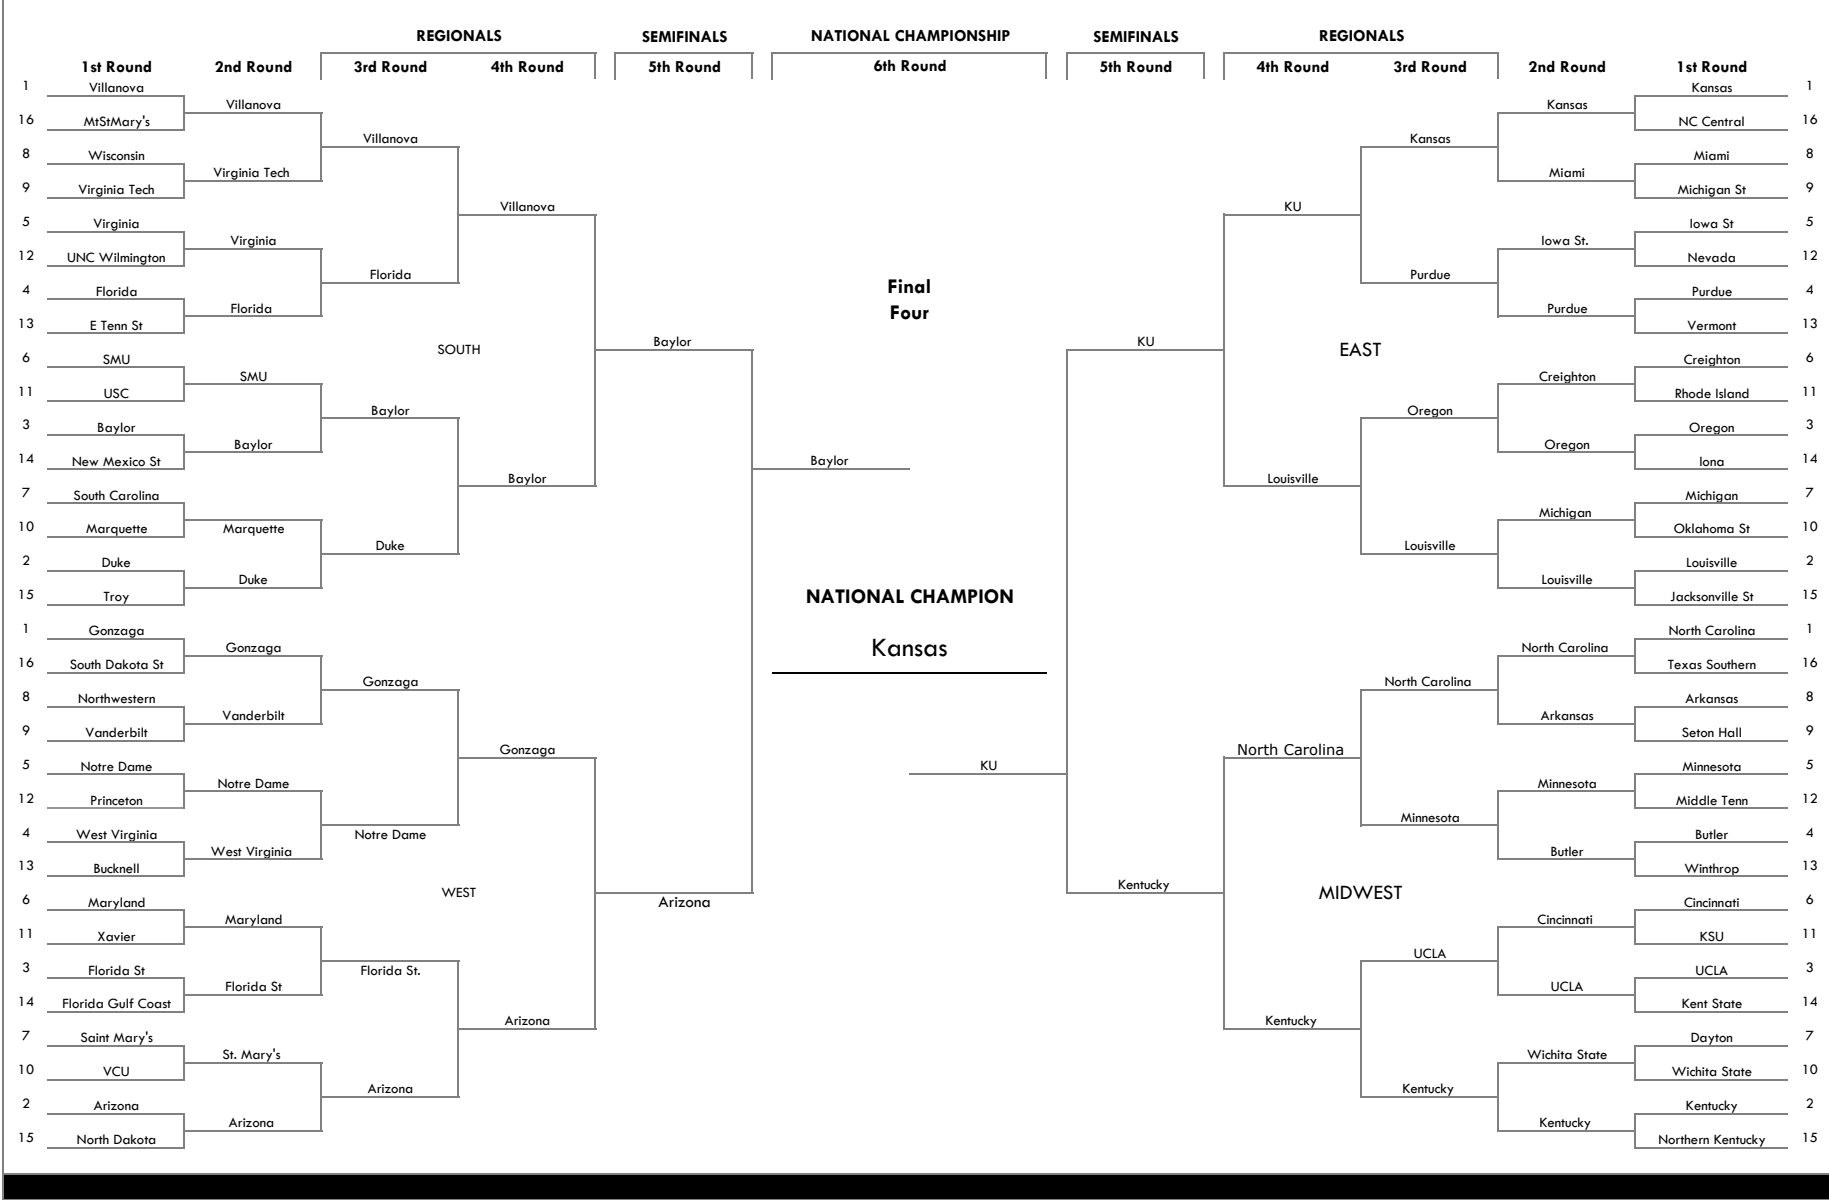 REGIONALS SEMIFINALS NATIONAL CHAMPIONSHIP SEMIFINALS REGIONALS
1st Round 2nd Round 3rd Round 4th Round 5th Round 6th Round 5th Round 4th Round 3rd Round 2nd Round 1st Round
1 Villanova Kansas 1
Villanova Kansas
16 MtStMary's NC Central 16
Villanova Kansas
8 Wisconsin Miami 8
Virginia Tech Miami
9 Virginia Tech Michigan St 9
Villanova KU
5 Virginia Iowa St 5
Virginia Iowa St.
12 UNC Wilmington Nevada 12
Florida Purdue
4 Florida Final Purdue 4
Florida Four Purdue
13 E Tenn St Vermont 13
SOUTH Baylor KU EAST
6 SMU Creighton 6
SMU Creighton
11 USC Rhode Island 11
Baylor Oregon
3 Baylor Oregon 3
Baylor Oregon
14 New Mexico St Baylor Iona 14
Baylor Louisville
7 South Carolina Michigan 7
Michigan
10 Marquette Marquette Oklahoma St 10
Duke Louisville
2 Duke Louisville 2
Duke Louisville
15 Troy NATIONAL CHAMPION Jacksonville St 15
1 Gonzaga North Carolina 1
Gonzaga Kansas North Carolina
16 South Dakota St Texas Southern 16
Gonzaga North Carolina
8 Northwestern Arkansas 8
Vanderbilt Arkansas
9 Vanderbilt Seton Hall 9
Gonzaga North Carolina
5 Notre Dame KU Minnesota 5
Notre Dame Minnesota
12 Princeton Middle Tenn 12
Minnesota
4 West Virginia Notre Dame Butler 4
West Virginia Butler
13 Bucknell Winthrop 13
WEST Kentucky MIDWEST
6 Maryland Arizona Cincinnati 6
Maryland Cincinnati
11 Xavier KSU 11
UCLA
3 Florida St Florida St. UCLA 3
Florida St UCLA
14 Florida Gulf Coast Kent State 14
Arizona Kentucky
7 Saint Mary's Dayton 7
St. Mary's Wichita State
10 VCU Wichita State 10
Arizona Kentucky
2 Arizona Kentucky 2
Arizona Kentucky
15 North Dakota Northern Kentucky 15